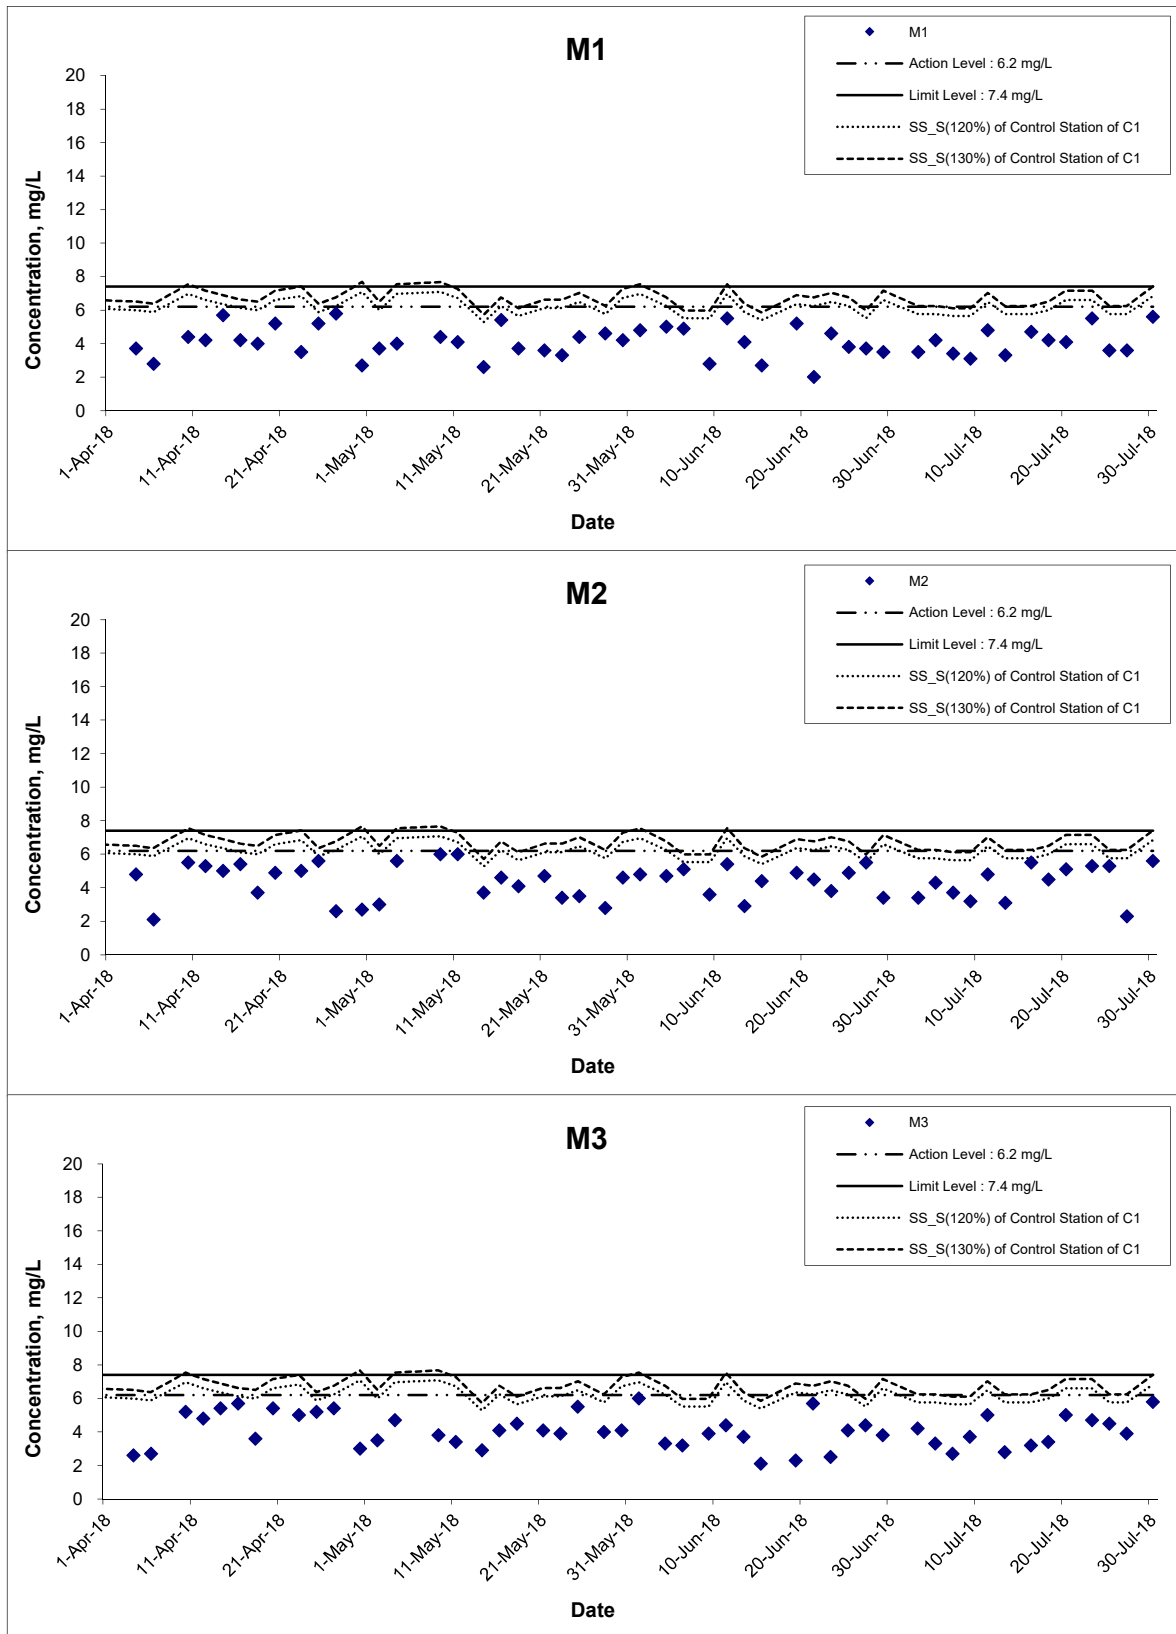 M1
M1
Action Level : 6.2 mg/L
Limit Level : 7.4 mg/L
SS_S(120%) of Control Station of C1
SS_S(130%) of Control Station of C1
Concentration, mg/L
20
18
16
14
12
10
8
6
4
2
0
1-Apr-18
11-Apr-18
21-Apr-18
1-May-18
11-May-18
21-May-18
31-May-18
10-Jun-18
20-Jun-18
30-Jun-18
10-Jul-18
20-Jul-18
30-Jul-18
Date
M2
M2
Action Level : 6.2 mg/L
Limit Level : 7.4 mg/L
SS_S(120%) of Control Station of C1
SS_S(130%) of Control Station of C1
Concentration, mg/L
20
18
16
14
12
10
8
6
4
2
0
1-Apr-18
11-Apr-18
21-Apr-18
1-May-18
11-May-18
21-May-18
31-May-18
10-Jun-18
20-Jun-18
30-Jun-18
10-Jul-18
20-Jul-18
30-Jul-18
Date
M3
M3
Action Level : 6.2 mg/L
Limit Level : 7.4 mg/L
SS_S(120%) of Control Station of C1
SS_S(130%) of Control Station of C1
Concentration, mg/L
20
18
16
14
12
10
8
6
4
2
0
1-Apr-18
11-Apr-18
21-Apr-18
1-May-18
11-May-18
21-May-18
31-May-18
10-Jun-18
20-Jun-18
30-Jun-18
10-Jul-18
20-Jul-18
30-Jul-18
Date